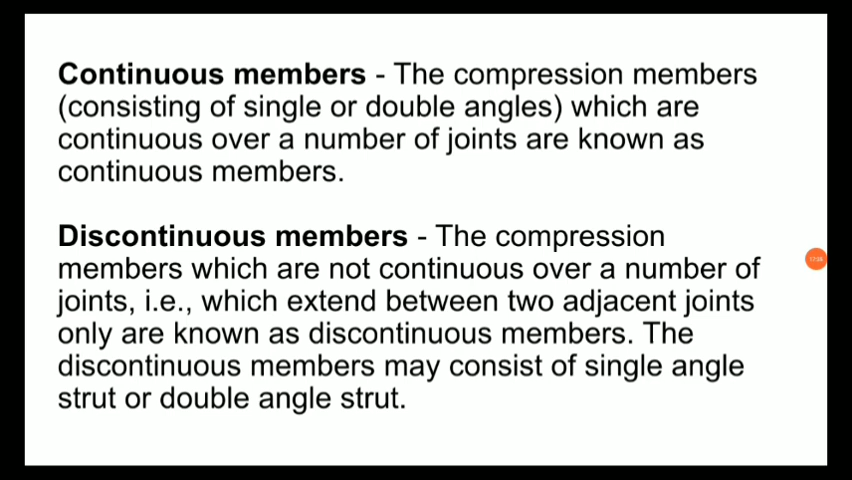 Continuous members - The compression members
(consisting of single or double angles) which are
continuous over a number of joints are known as
continuous members.
Discontinuous members - The compression
members which are not continuous over a number of
joints, i.e., which extend between two adjacent joints
only are known as discontinuous members. The
discontinuous members may consist of single angle
strut or double angle strut.